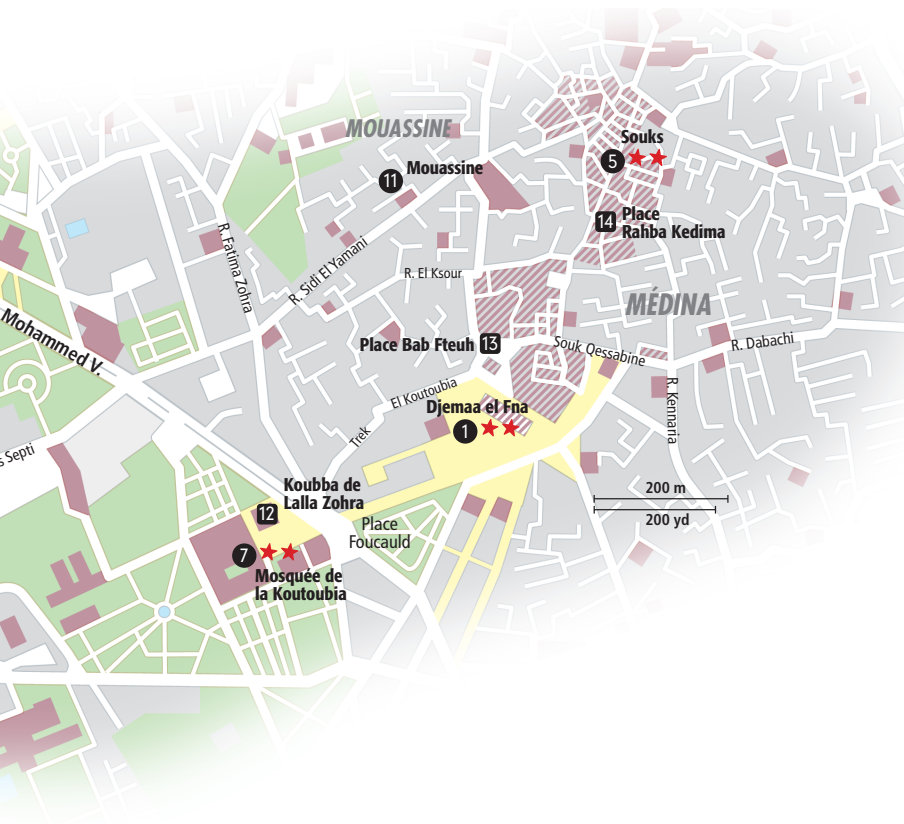 MOUASSINE
Souks
5
11
Mouassine
14
Place
Rahba Kedima
R. Fatima Zohra
R. Sidi El Yamani
R. El Ksour
MÉDINA
Mohammed V.
Place Bab Fteuh
13
Souk Qessabine
R. Dabachi
R. Kennaria
El Koutoubia
Trek
Djemaa el Fna
1
s Septi
Koubba de
Lalla Zohra
12
200 m
200 yd
Place
Foucauld
7
Mosquée de
la Koutoubia